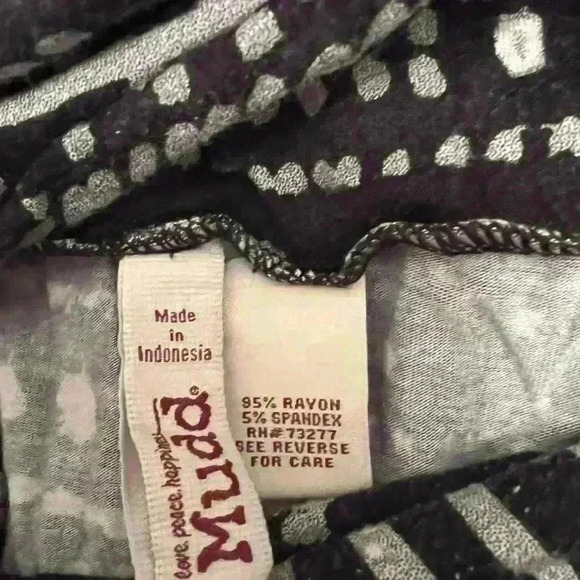 Made
in
Indonesia
Mudd®
love. peace. happiness
95% RAYON
5% SPANDEX
RN#73277
SEE REVERSE
FOR CARE